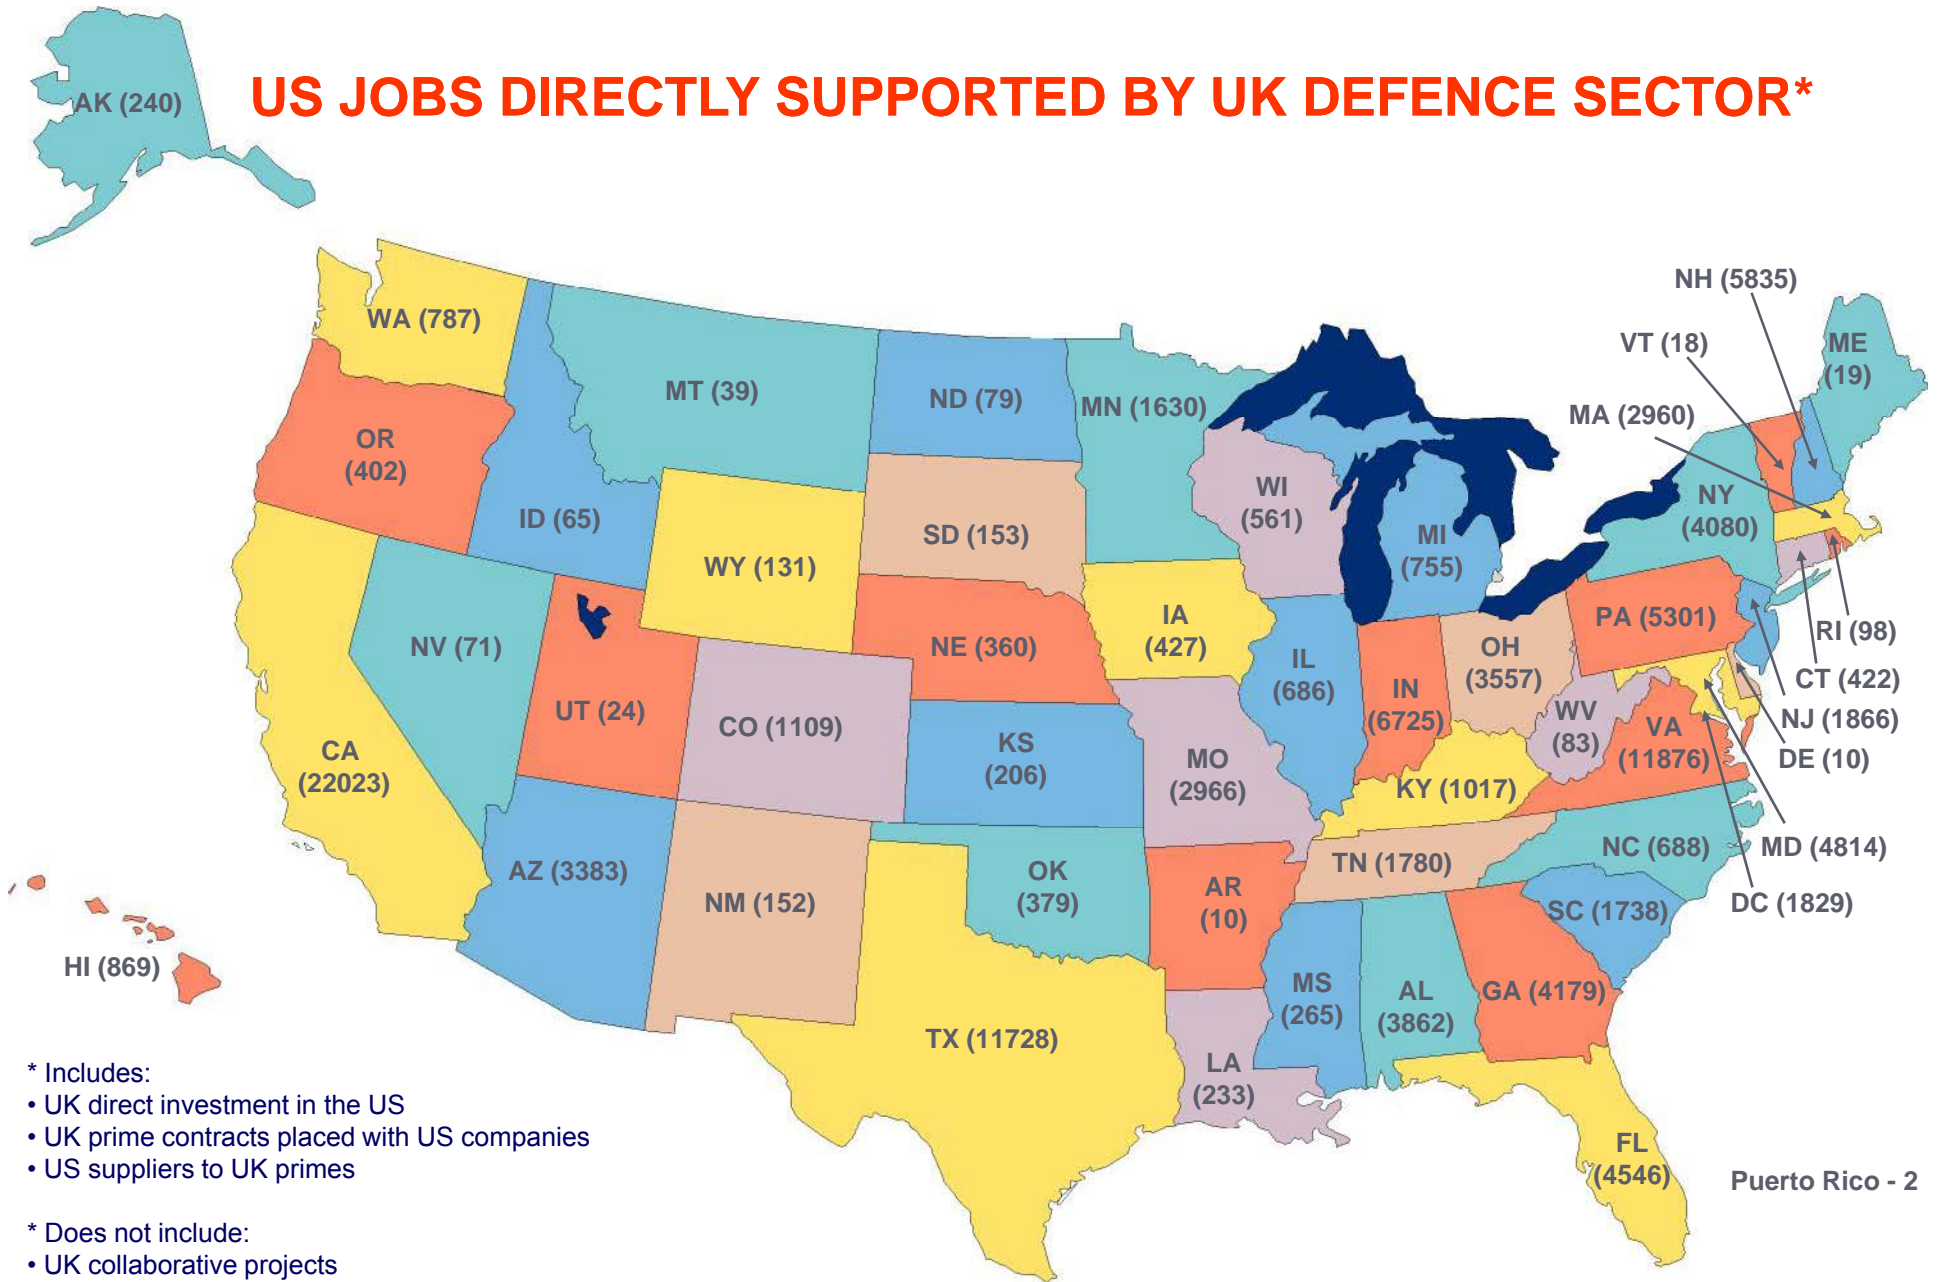 US JOBS DIRECTLY SUPPORTED BY UK DEFENCE SECTOR*
AK (240)
WA (787)
OR
(402)
CA
(22023)
NV (71)
ID (65)
MT (39)
WY (131)
UT (24)
AZ (3383)
CO (1109)
NM (152)
ND (79)
SD (153)
NE (360)
KS
(206)
OK
(379)
TX (11728)
MN (1630)
IA
(427)
MO
(2966)
AR
(10)
LA
(233)
WI
(561)
IL
(686)
MI
(755)
IN
(6725)
OH
(3557)
KY (1017)
TN (1780)
MS
(265)
AL
(3862)
GA (4179)
FL
(4546)
SC (1738)
NC (688)
VA
(11876)
WV
(83)
PA (5301)
NY
(4080)
NH (5835)
VT (18)
ME
(19)
MA (2960)
RI (98)
CT (422)
NJ (1866)
DE (10)
MD (4814)
DC (1829)
HI (869)
Puerto Rico - 2
* Includes:
• UK direct investment in the US
• UK prime contracts placed with US companies
• US suppliers to UK primes
* Does not include:
• UK collaborative projects